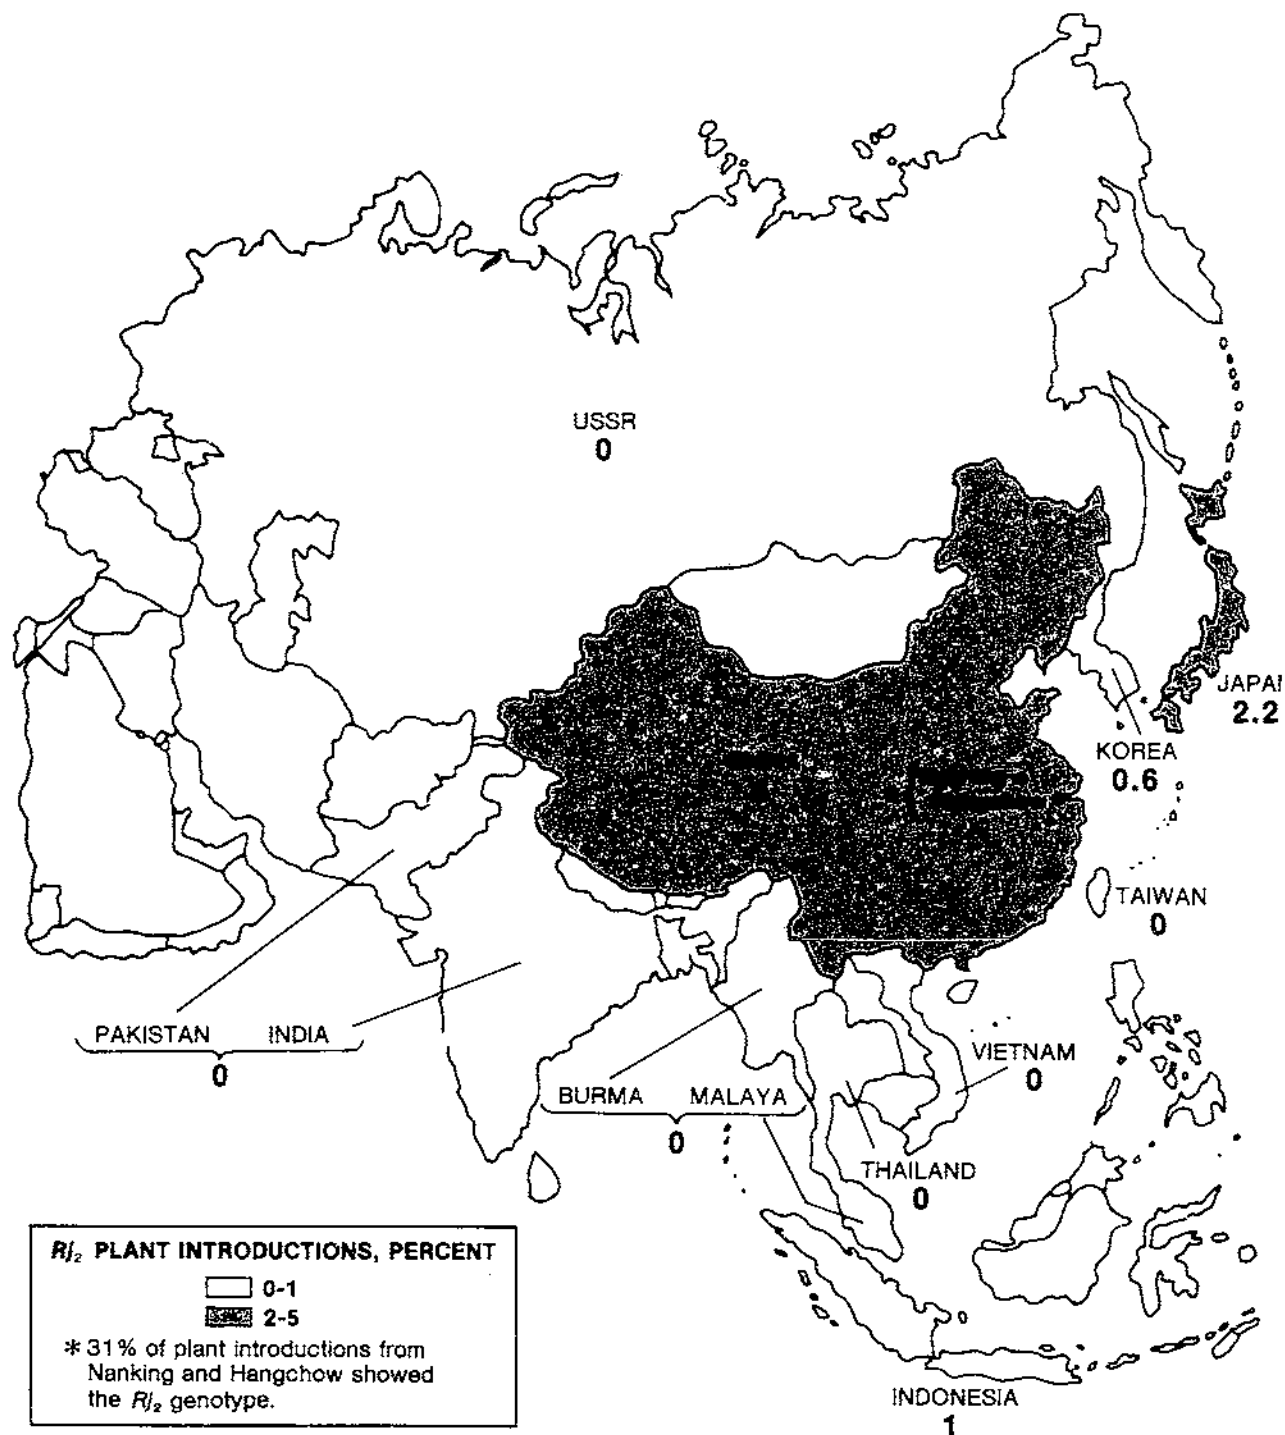 USSR
0
JAPAN
2.2
KOREA
0.6
TAIWAN
0
PAKISTAN INDIA
0
VIETNAM
0
BURMA MALAYA
0
THAILAND
0
Rj₂ PLANT INTRODUCTIONS, PERCENT
0-1
2-5
* 31% of plant introductions from
Nanking and Hangchow showed
the Rj₂ genotype.
INDONESIA
1